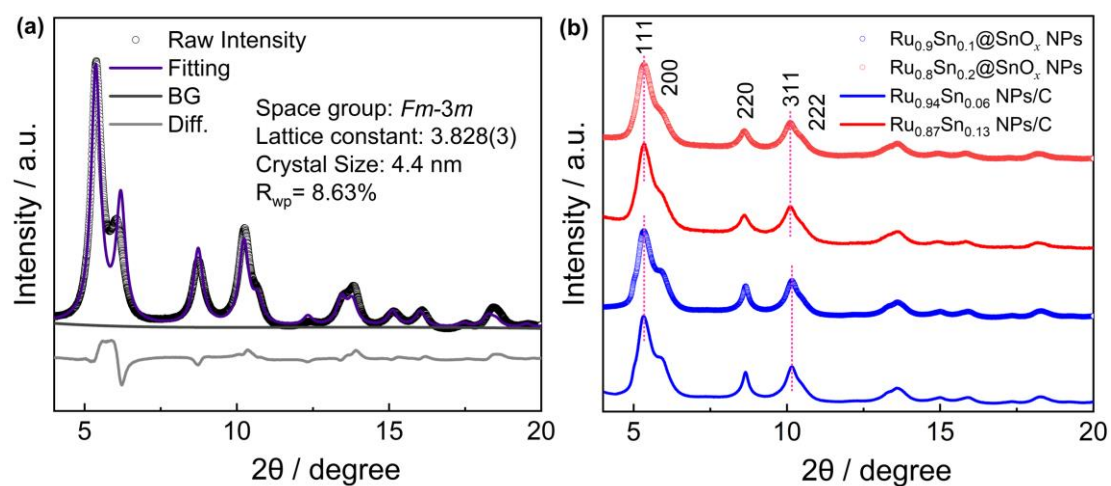 (a)
Raw Intensity
Fitting
BG
Diff.
Space group: Fm-3m
Lattice constant: 3.828(3)
Crystal Size: 4.4 nm
Rwp= 8.63%
Intensity / a.u.
5 10 15 20
2θ / degree
(b)
111
200
220
311
222
Ru0.9Sn0.1@SnOx NPs
Ru0.8Sn0.2@SnOx NPs
Ru0.94Sn0.06 NPs/C
Ru0.87Sn0.13 NPs/C
Intensity / a.u.
5 10 15 20
2θ / degree